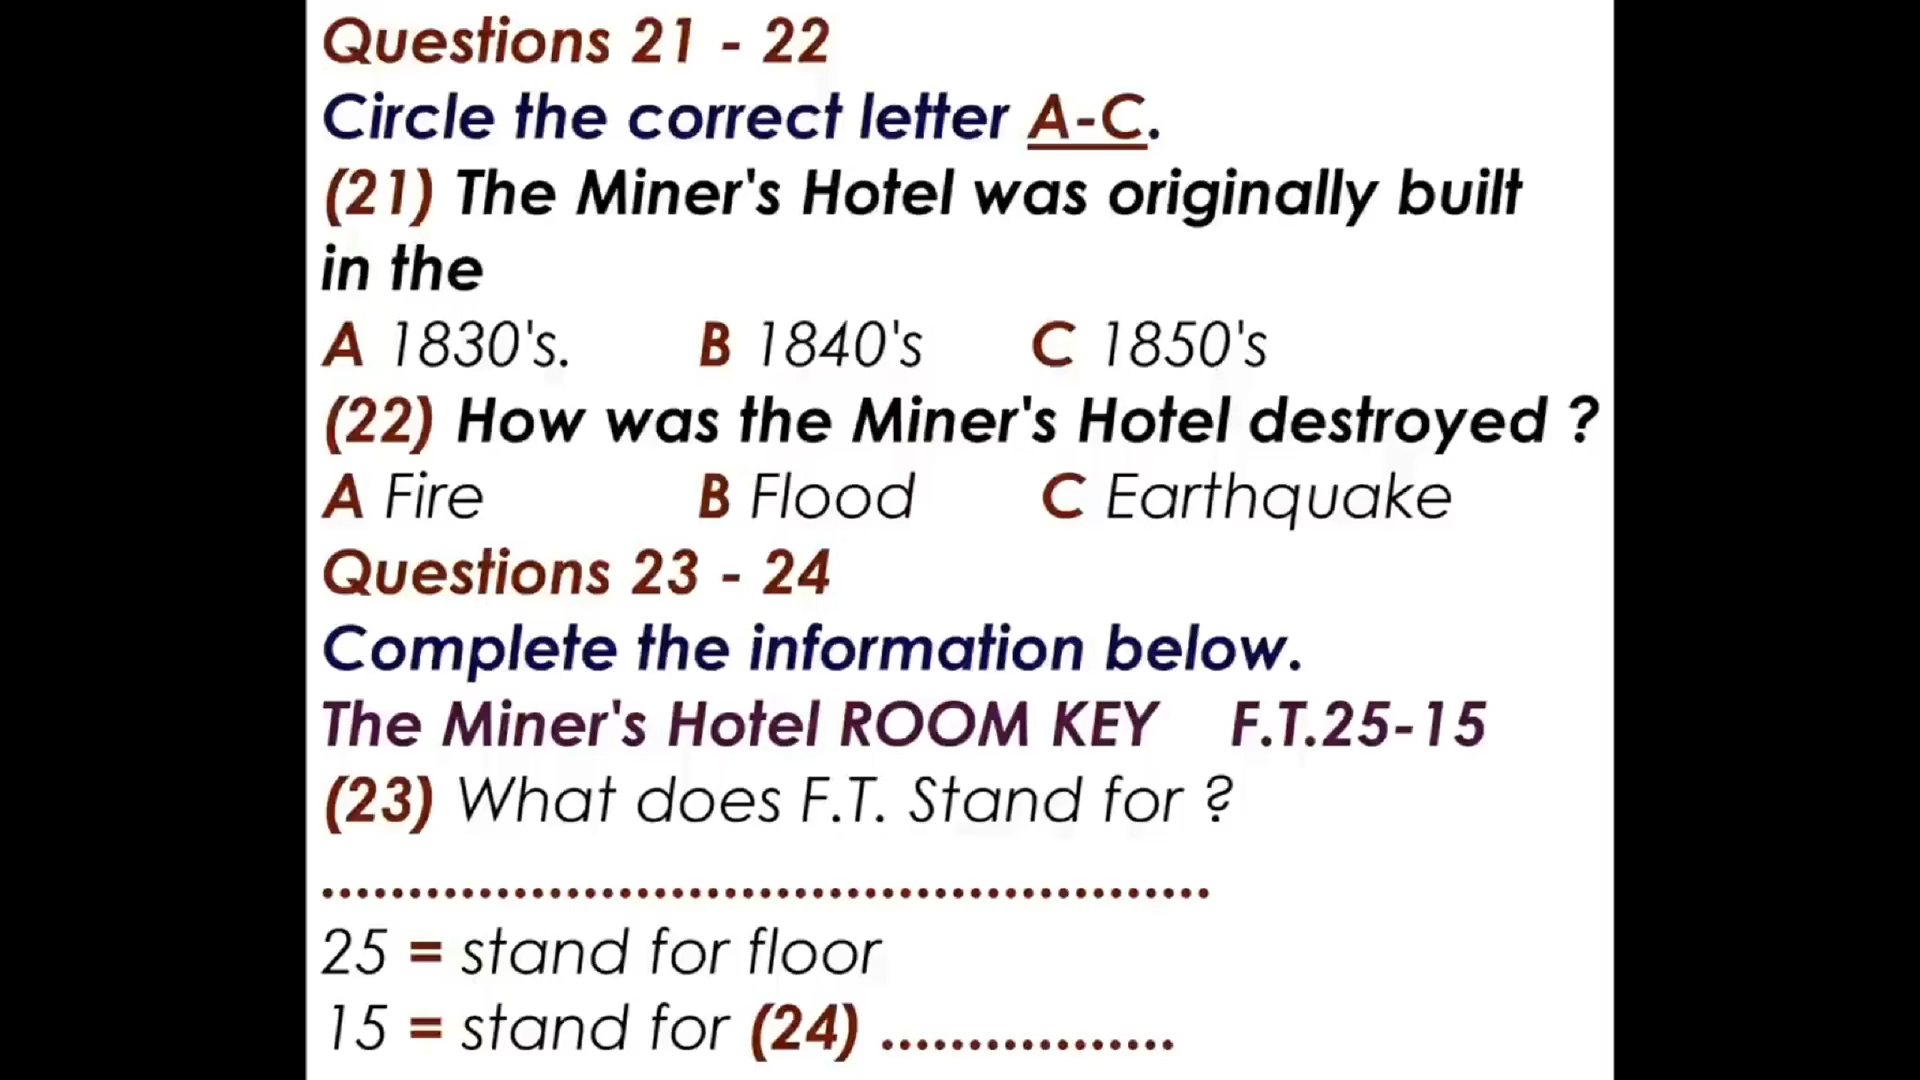 Questions 21 - 22
Circle the correct letter A-C.
(21) The Miner's Hotel was originally built
in the
A 1830's. B 1840's C 1850's
(22) How was the Miner's Hotel destroyed ?
A Fire B Flood C Earthquake
Questions 23 - 24
Complete the information below.
The Miner's Hotel ROOM KEY F.T.25-15
(23) What does F.T. Stand for ?
...................................................
25 = stand for floor
15 = stand for (24) .................